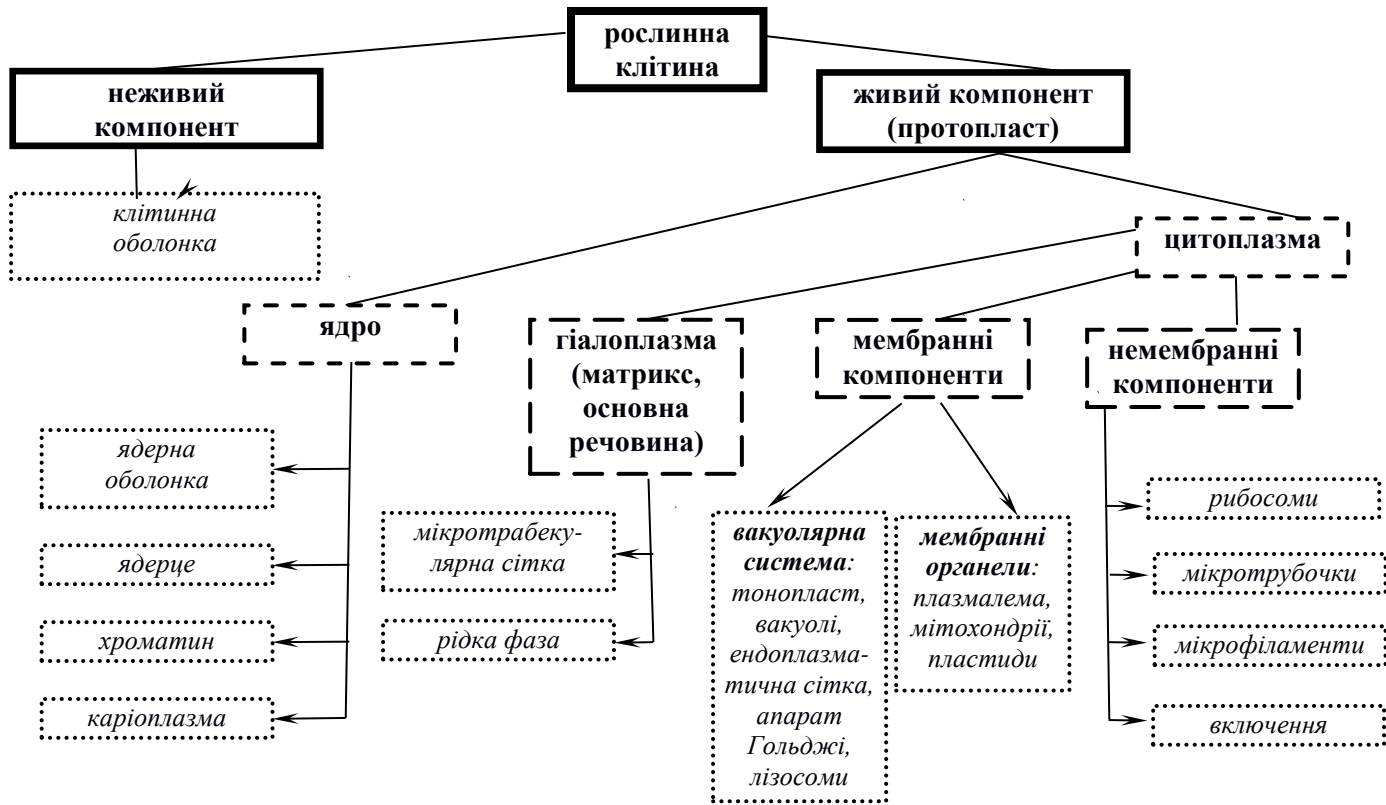 рослинна
клітина
неживий
компонент
живий компонент
(протопласт)
клітинна
оболонка
цитоплазма
ядро
гіалоплазма
(матрикс,
основна
речовина)
мембранні
компоненти
немембранні
компоненти
ядерна
оболонка
ядерце
хроматин
каріоплазма
мікротрабеку-
лярна сітка
рідка фаза
вакуолярна
система:
тонопласт,
вакуолі,
ендоплазма-
тична сітка,
апарат
Гольджі,
лізосоми
мембранні
органели:
плазмалема,
мітохондрії,
пластиди
рибосоми
мікротрубочки
мікрофіламенти
включення